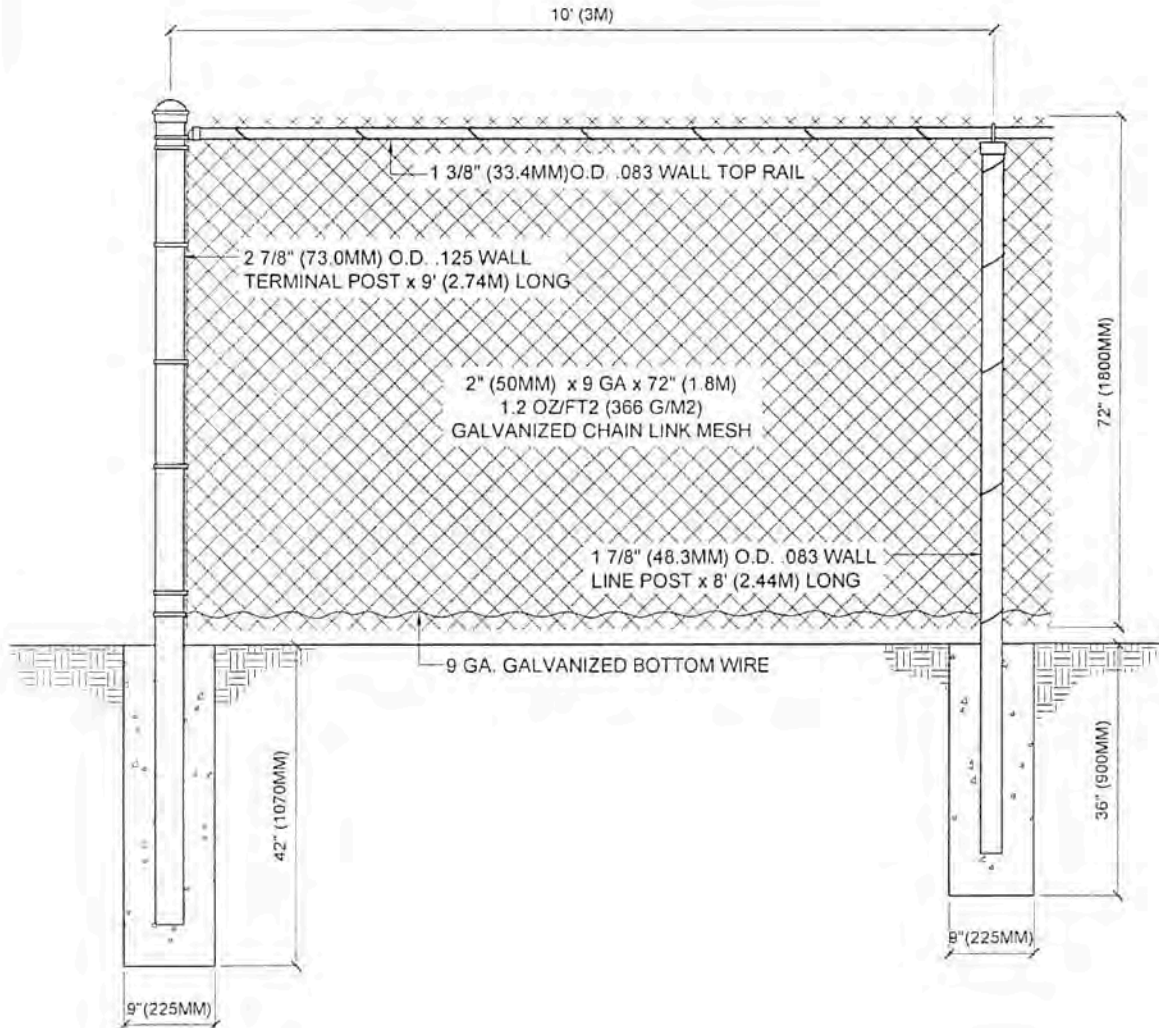 10' (3M)
1 3/8" (33.4MM)O.D. .083 WALL TOP RAIL
2 7/8" (73.0MM) O.D. .125 WALL
TERMINAL POST x 9' (2.74M) LONG
72" (1800MM)
2" (50MM) x 9 GA x 72" (1.8M)
1.2 OZ/FT2 (366 G/M2)
GALVANIZED CHAIN LINK MESH
1 7/8" (48.3MM) O.D. .083 WALL
LINE POST x 8' (2.44M) LONG
9 GA. GALVANIZED BOTTOM WIRE
42" (1070MM)
36" (900MM)
9"(225MM)
9"(225MM)